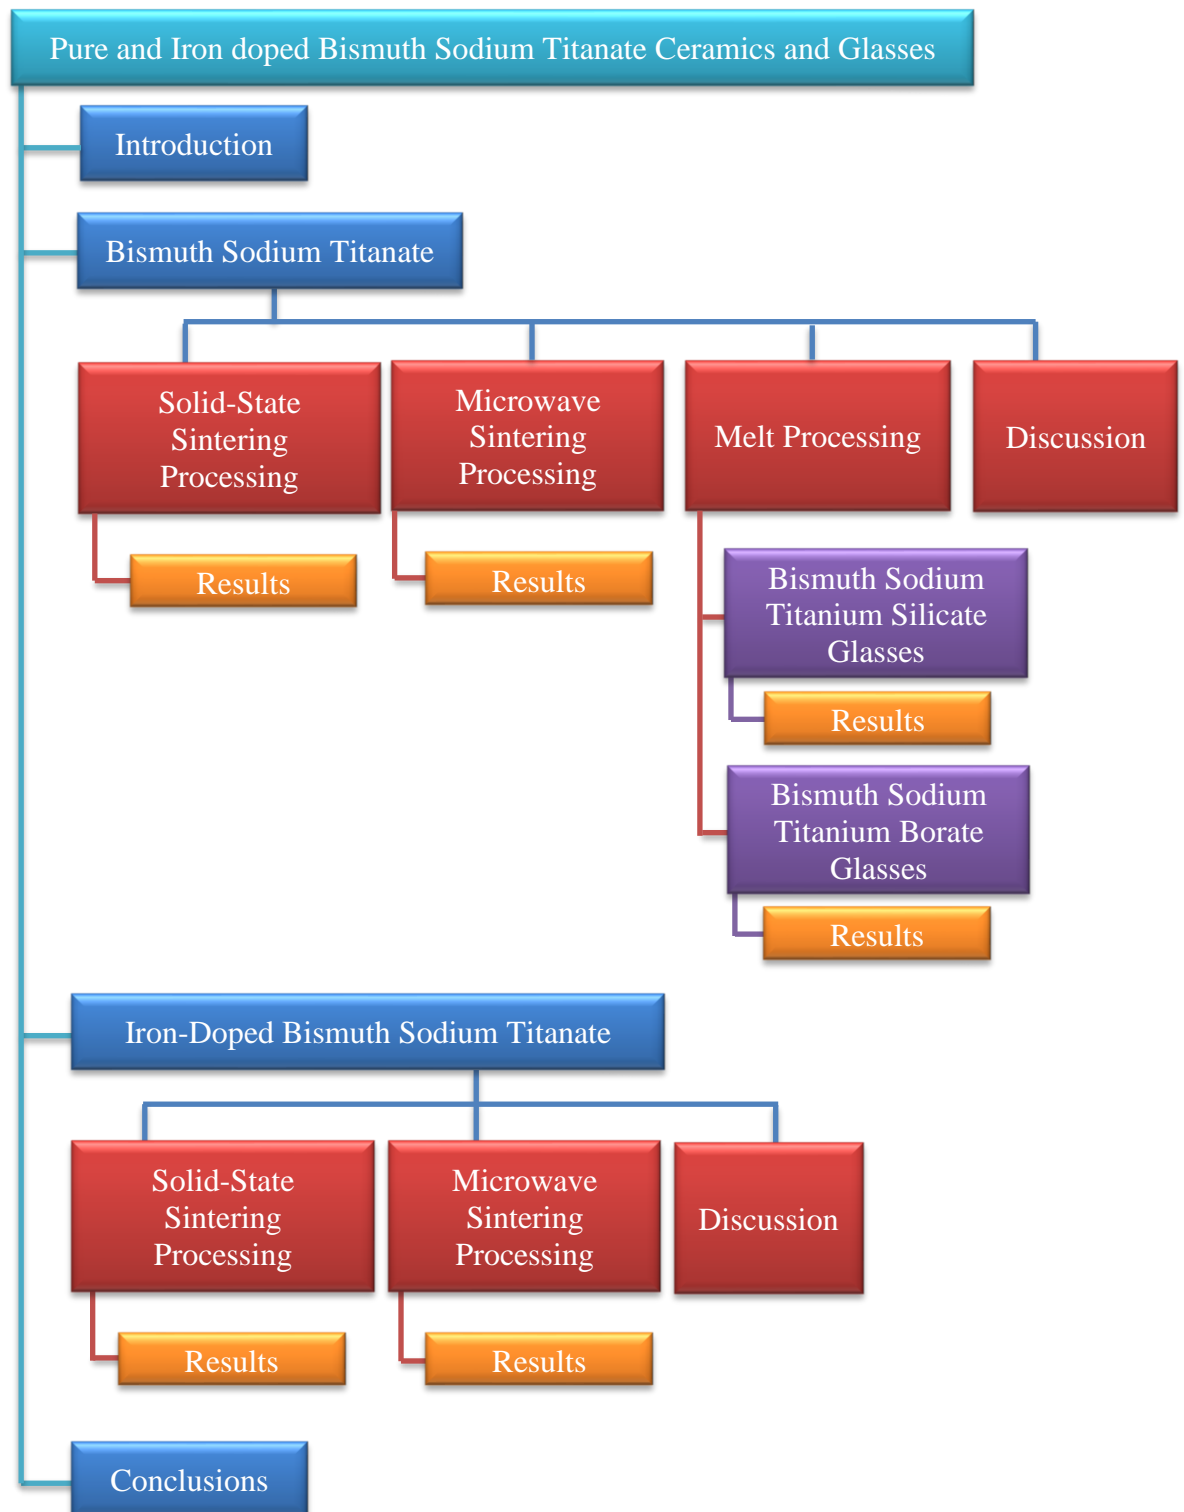 Pure and Iron doped Bismuth Sodium Titanate Ceramics and Glasses
Introduction
Bismuth Sodium Titanate
Solid-State
Sintering
Processing
Results
Microwave
Sintering
Processing
Results
Melt Processing
Bismuth Sodium
Titanium Silicate
Glasses
Results
Bismuth Sodium
Titanium Borate
Glasses
Results
Discussion
Iron-Doped Bismuth Sodium Titanate
Solid-State
Sintering
Processing
Results
Microwave
Sintering
Processing
Results
Discussion
Conclusions